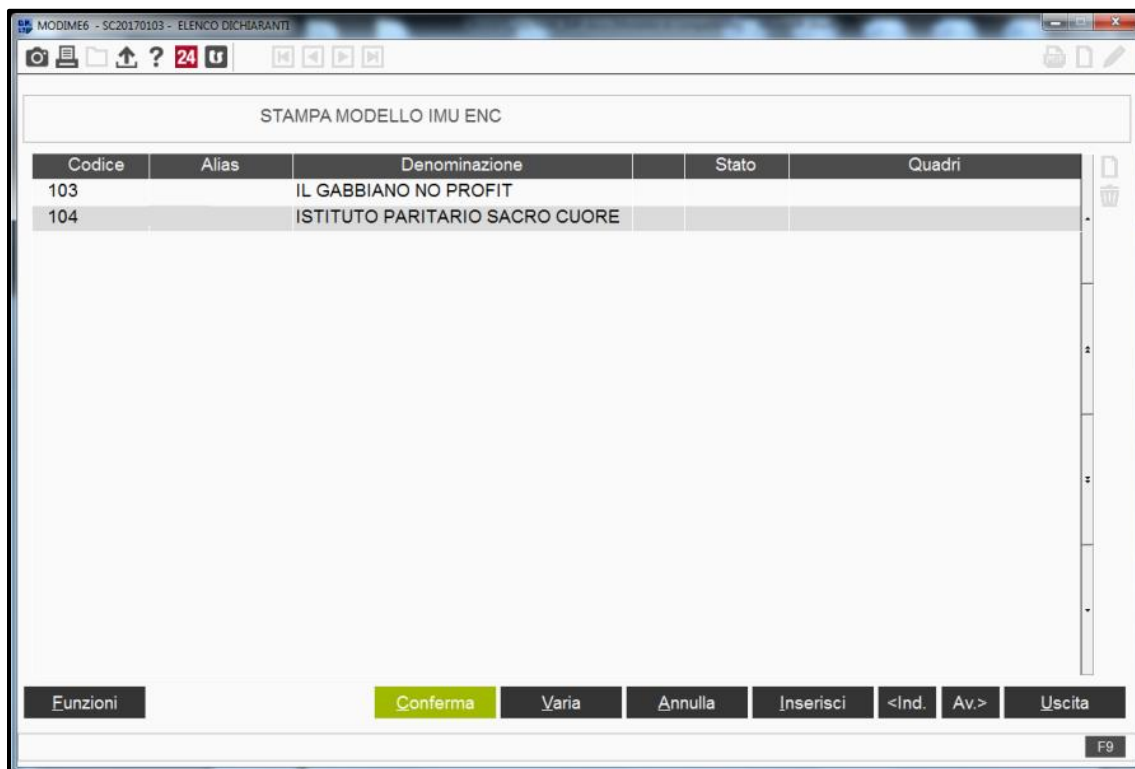 MODIME6 - SC20170103 - ELENCO DICHIARANTI
? 24
STAMPA MODELLO IMU ENC
Codice Alias Denominazione Stato Quadri
103 IL GABBIANO NO PROFIT
104 ISTITUTO PARITARIO SACRO CUORE
Funzioni Conferma Varia Annulla Inserisci <Ind. Av.> Uscita
F9